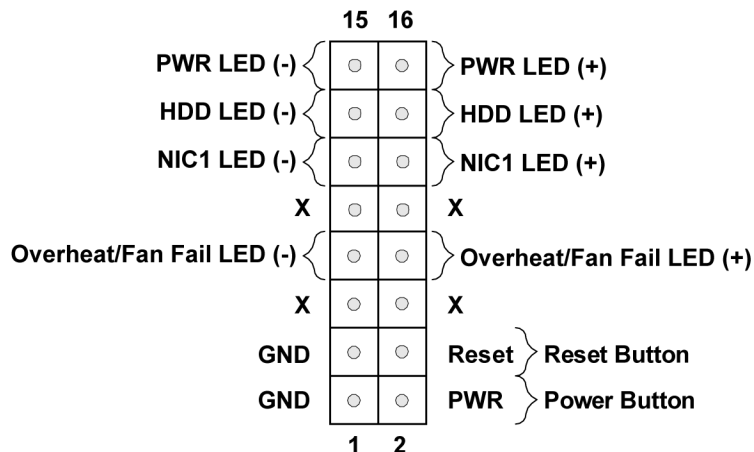 15 16
PWR LED (-) PWR LED (+)
HDD LED (-) HDD LED (+)
NIC1 LED (-) NIC1 LED (+)
X X
Overheat/Fan Fail LED (-) Overheat/Fan Fail LED (+)
X X
GND Reset Reset Button
GND PWR Power Button
1 2